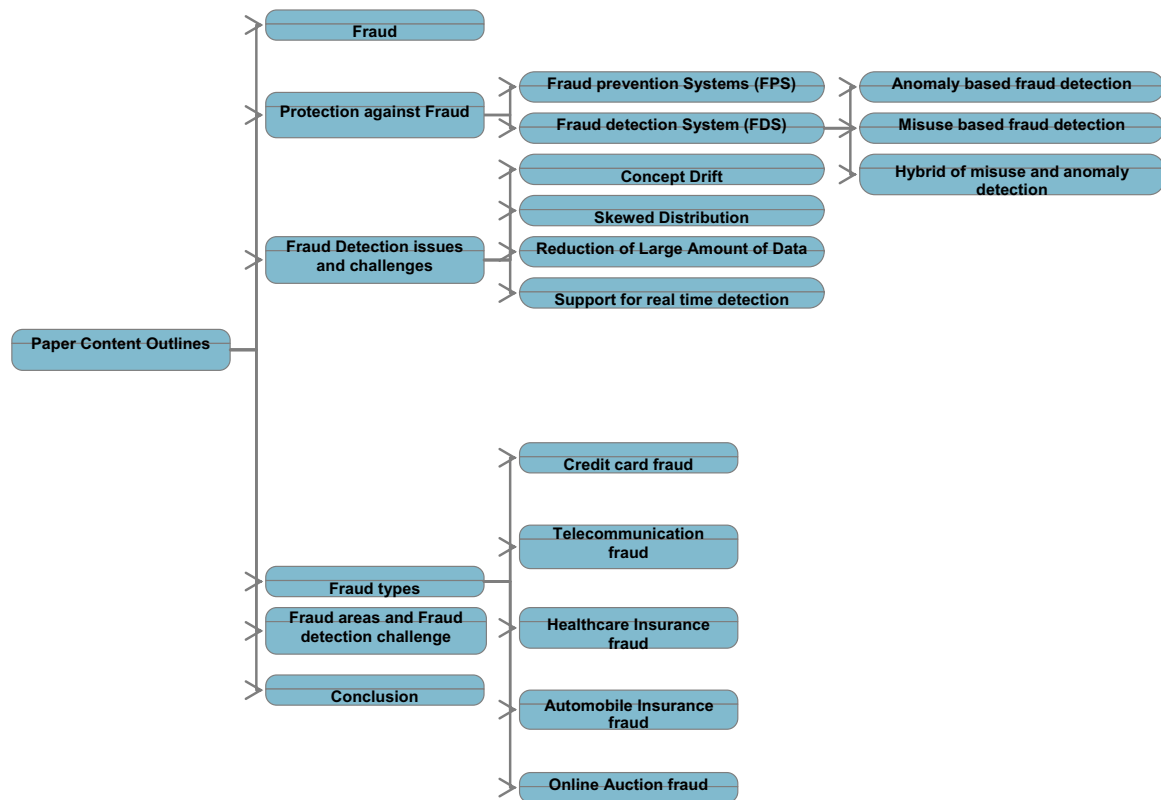 Paper Content Outlines
Fraud
Protection against Fraud
Fraud prevention Systems (FPS)
Fraud detection System (FDS)
Anomaly based fraud detection
Misuse based fraud detection
Hybrid of misuse and anomaly
detection
Fraud Detection issues
and challenges
Concept Drift
Skewed Distribution
Reduction of Large Amount of Data
Support for real time detection
Fraud types
Credit card fraud
Telecommunication
fraud
Healthcare Insurance
fraud
Automobile Insurance
fraud
Online Auction fraud
Fraud areas and Fraud
detection challenge
Conclusion